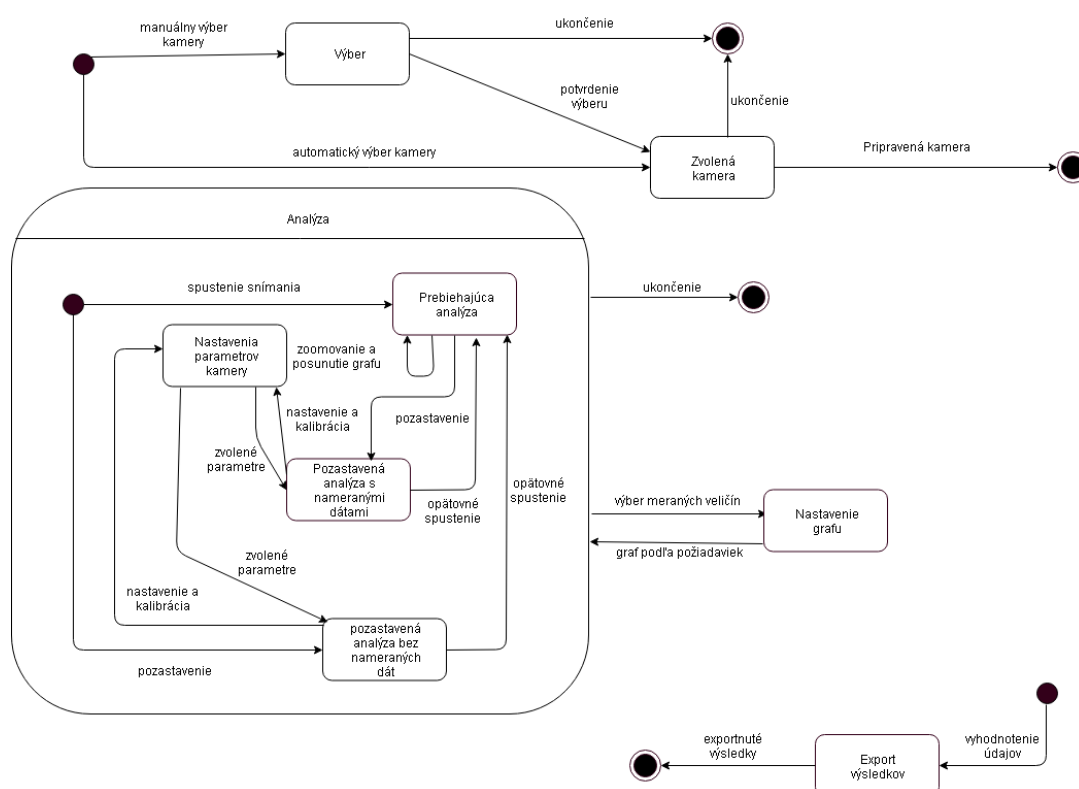 manuálny výber
kamery
Výber
ukončenie
potvrdenie
výberu
ukončenie
automatický výber kamery
Zvolená
kamera
Pripravená kamera
Analýza
spustenie snímania
Prebiehajúca
analýza
ukončenie
Nastavenia
parametrov
kamery
zoomovanie a
posunutie grafu
nastavenie a
kalibrácia
pozastavenie
zvolené
parametre
Pozastavená
analýza s
nameranými
dátami
opätovné
spustenie
opätovné
spustenie
výber meraných veličín
Nastavenie
grafu
graf podľa požiadaviek
zvolené
parametre
nastavenie a
kalibrácia
pozastavená
analýza bez
nameraných
dát
pozastavenie
exportnuté
výsledky
Export
výsledkov
vyhodnotenie
údajov